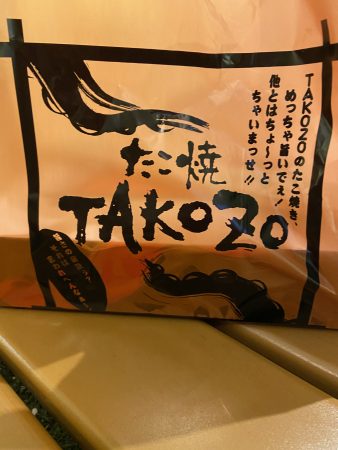 TAKOZOのたこ焼き、
めっちゃ旨いでぇ!
他とはちょ〜っと
ちゃいまっせ!!
たこ焼
TAKOZO